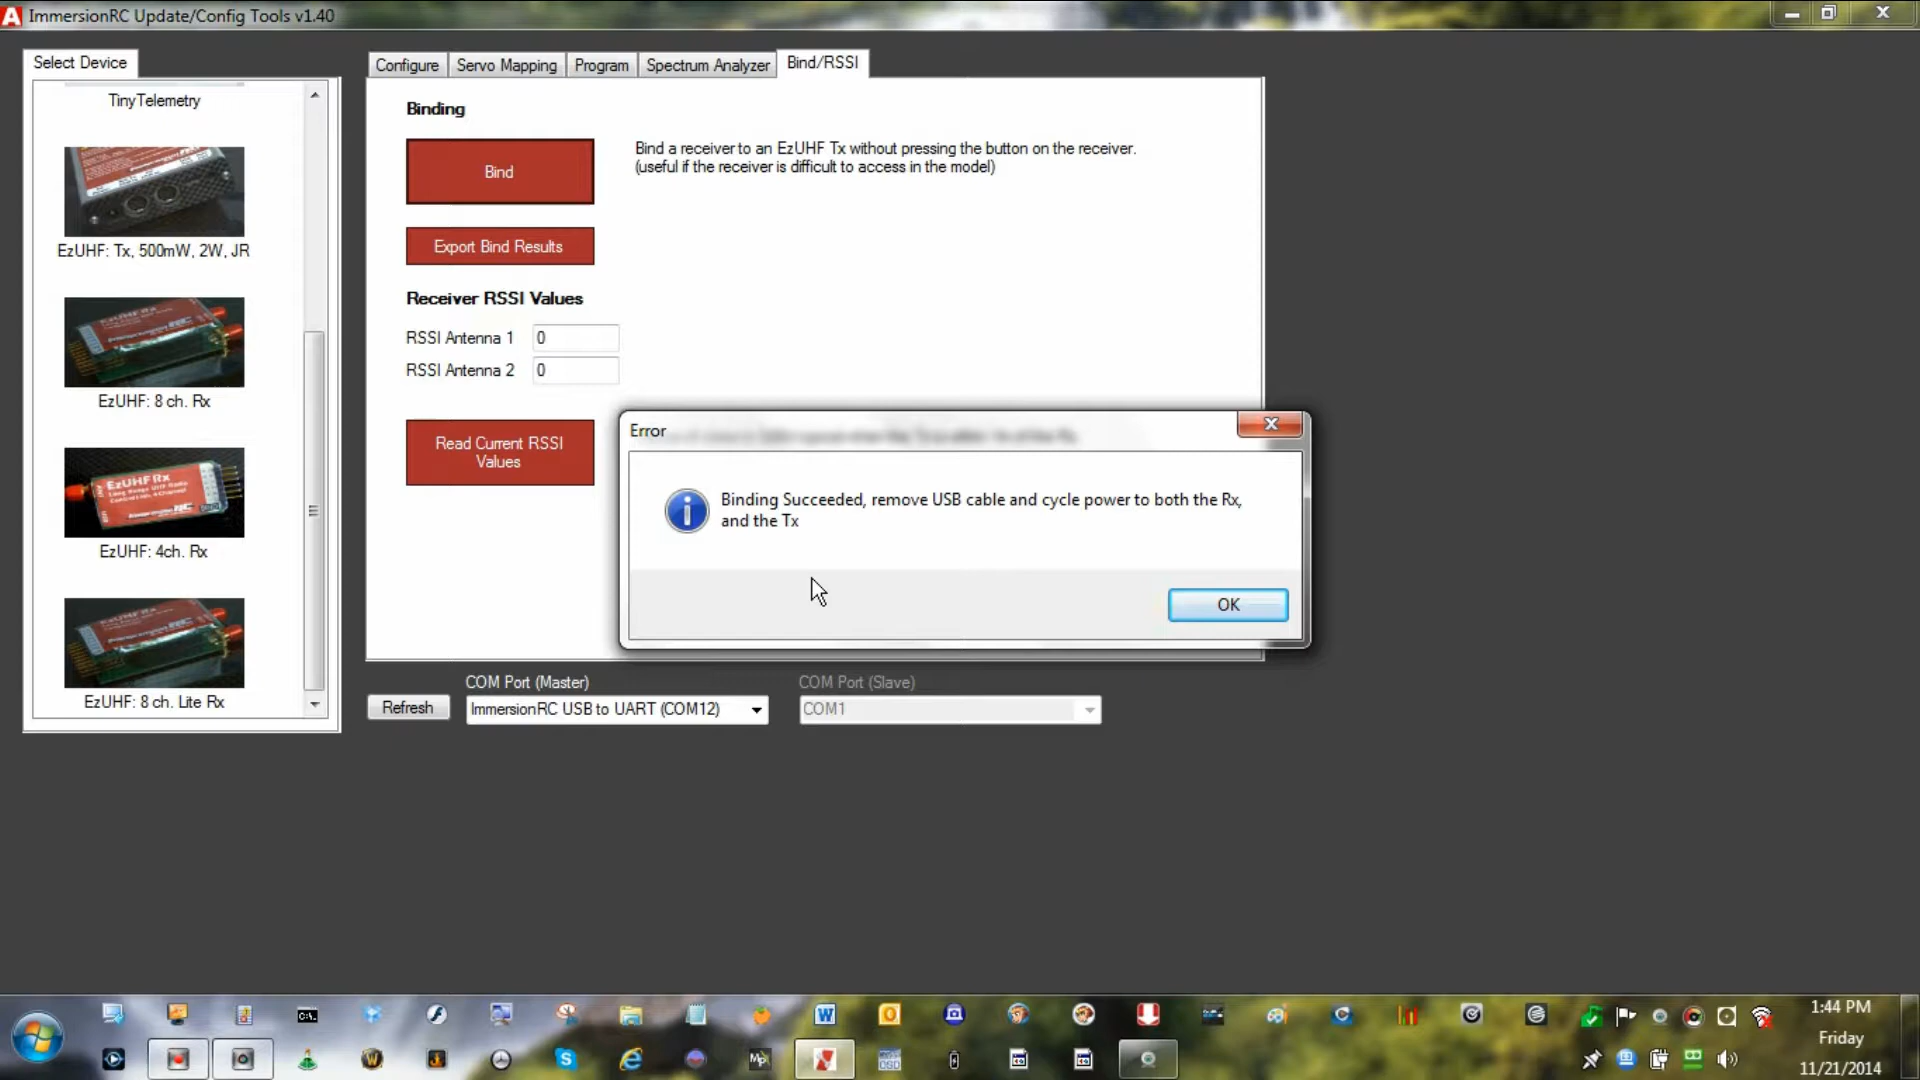 ImmersionRC Update/Config Tools v1.40
Select Device
TinyTelemetry
EzUHF: Tx, 500mW, 2W, JR
EzUHF: 8 ch. Rx
EzUHFRx
EzUHF: 4ch. Rx
EzUHF: 8 ch. Lite Rx
Configure
Servo Mapping
Program
Spectrum Analyzer
Bind/RSSI
Binding
Bind
Bind a receiver to an EzUHF Tx without pressing the button on the receiver.
(useful if the receiver is difficult to access in the model)
Export Bind Results
Receiver RSSI Values
RSSI Antenna 1 0
RSSI Antenna 2 0
Read Current RSSI
Values
Error
Binding Succeeded, remove USB cable and cycle power to both the Rx,
and the Tx
OK
Refresh
COM Port (Master)
ImmersionRC USB to UART (COM12)
COM Port (Slave)
COM1
1:44 PM
Friday
11/21/2014